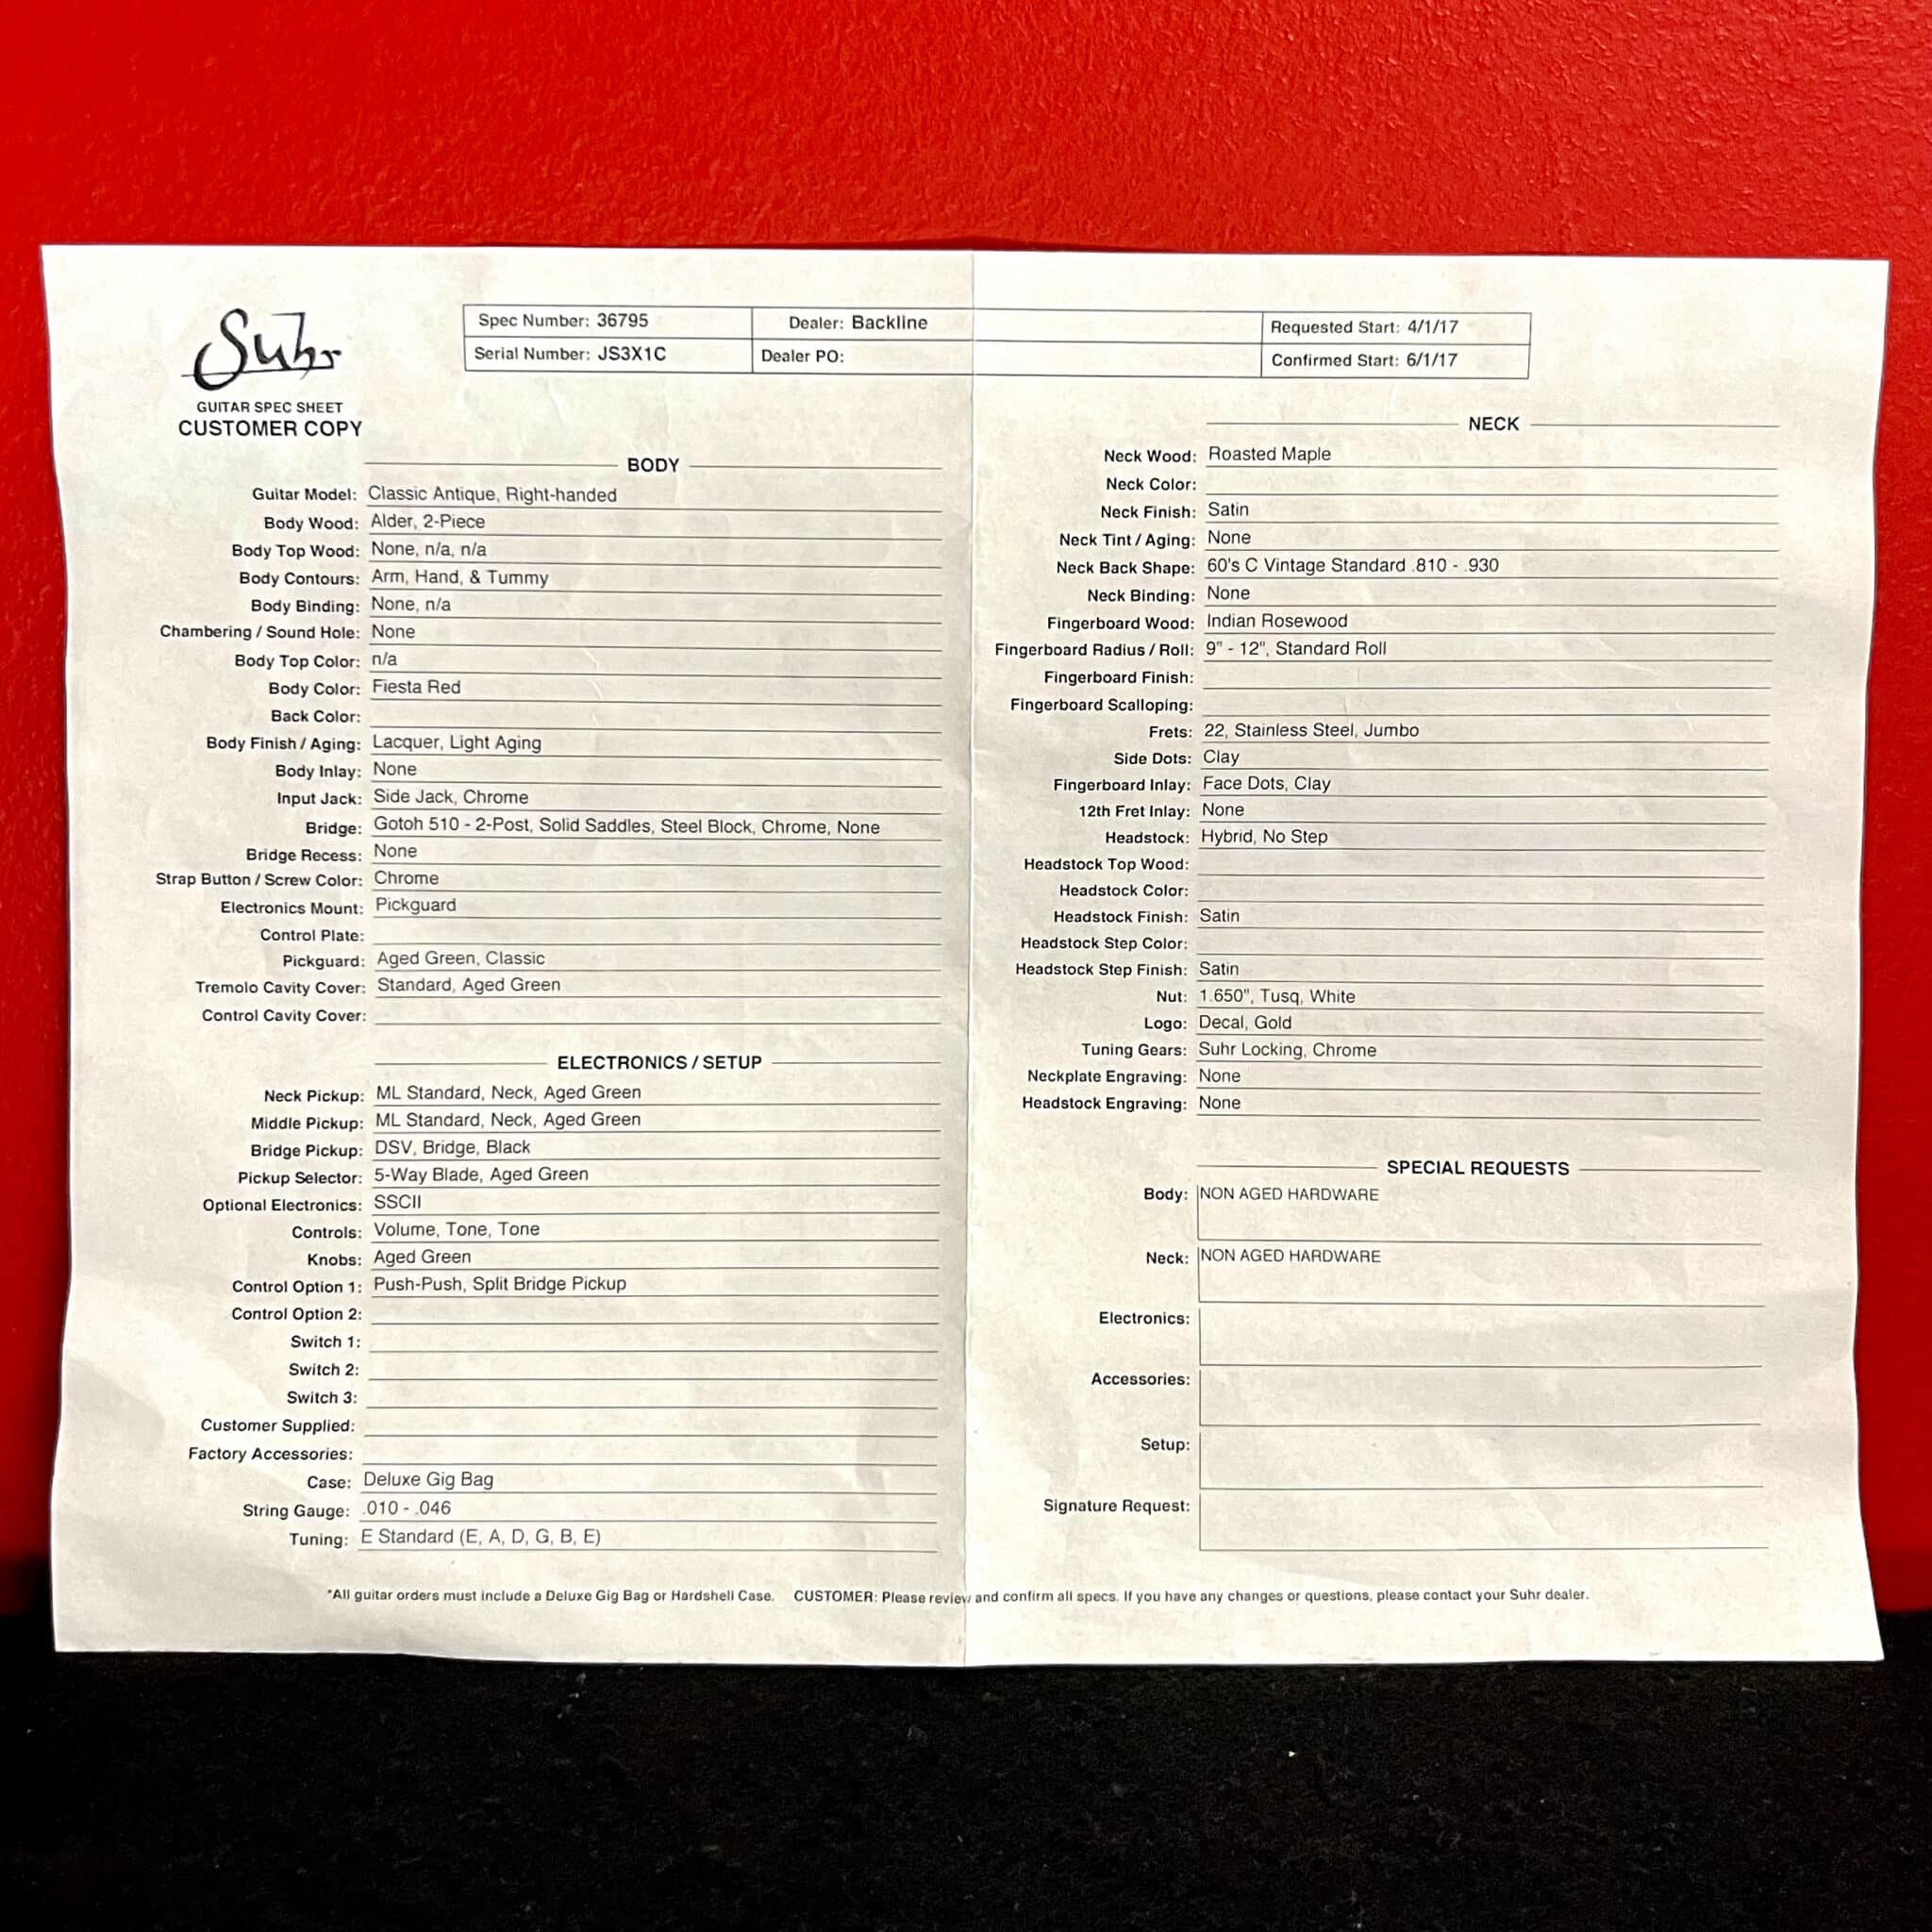 Suhr
GUITAR SPEC SHEET
CUSTOMER COPY
Spec Number: 36795
Dealer: Backline
Requested Start: 4/1/17
Serial Number: JS3X1C
Dealer PO:
Confirmed Start: 6/1/17
BODY
Guitar Model: Classic Antique, Right-handed
Body Wood: Alder, 2-Piece
Body Top Wood: None, n/a, n/a
Body Contours: Arm, Hand, & Tummy
Body Binding: None, n/a
Chambering / Sound Hole: None
Body Top Color: n/a
Body Color: Fiesta Red
Back Color:
Body Finish / Aging: Lacquer, Light Aging
Body Inlay: None
Input Jack: Side Jack, Chrome
Bridge: Gotoh 510 - 2-Post, Solid Saddles, Steel Block, Chrome, None
Bridge Recess: None
Strap Button / Screw Color: Chrome
Electronics Mount: Pickguard
Control Plate:
Pickguard: Aged Green, Classic
Tremolo Cavity Cover: Standard, Aged Green
Control Cavity Cover:
ELECTRONICS / SETUP
Neck Pickup: ML Standard, Neck, Aged Green
Middle Pickup: ML Standard, Neck, Aged Green
Bridge Pickup: DSV, Bridge, Black
Pickup Selector: 5-Way Blade, Aged Green
Optional Electronics: SSCII
Controls: Volume, Tone, Tone
Knobs: Aged Green
Control Option 1: Push-Push, Split Bridge Pickup
Control Option 2:
Switch 1:
Switch 2:
Switch 3:
Customer Supplied:
Factory Accessories:
Case: Deluxe Gig Bag
String Gauge: .010 - .046
Tuning: E Standard (E, A, D, G, B, E)
NECK
Neck Wood: Roasted Maple
Neck Color:
Neck Finish: Satin
Neck Tint / Aging: None
Neck Back Shape: 60's C Vintage Standard .810 - .930
Neck Binding: None
Fingerboard Wood: Indian Rosewood
Fingerboard Radius / Roll: 9" - 12", Standard Roll
Fingerboard Finish:
Fingerboard Scalloping:
Frets: 22, Stainless Steel, Jumbo
Side Dots: Clay
Fingerboard Inlay: Face Dots, Clay
12th Fret Inlay: None
Headstock: Hybrid, No Step
Headstock Top Wood:
Headstock Color:
Headstock Finish: Satin
Headstock Step Color:
Headstock Step Finish: Satin
Nut: 1.650", Tusq, White
Logo: Decal, Gold
Tuning Gears: Suhr Locking, Chrome
Neckplate Engraving: None
Headstock Engraving: None
SPECIAL REQUESTS
Body: NON AGED HARDWARE
Neck: NON AGED HARDWARE
Electronics:
Accessories:
Setup:
Signature Request:
*All guitar orders must include a Deluxe Gig Bag or Hardshell Case. CUSTOMER: Please review and confirm all specs. If you have any changes or questions, please contact your Suhr dealer.